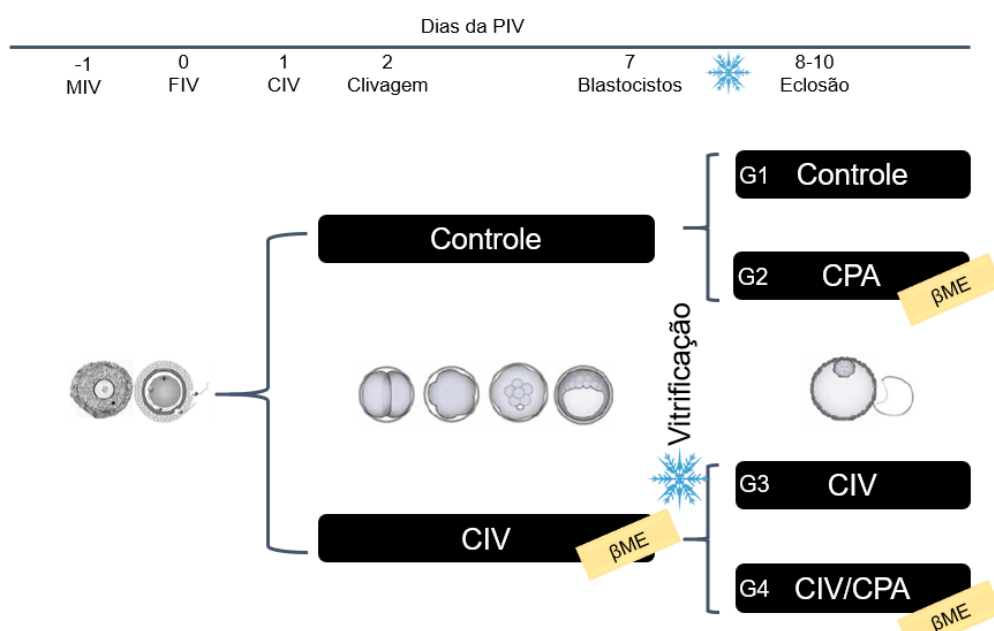 Dias da PIV
-1 0 1 2 7 8-10
MIV FIV CIV Clivagem Blastocistos Eclosão
G1 Controle
Controle
G2 CPA
βME
Vitrificação
G3 CIV
CIV
βME
G4 CIV/CPA
βME